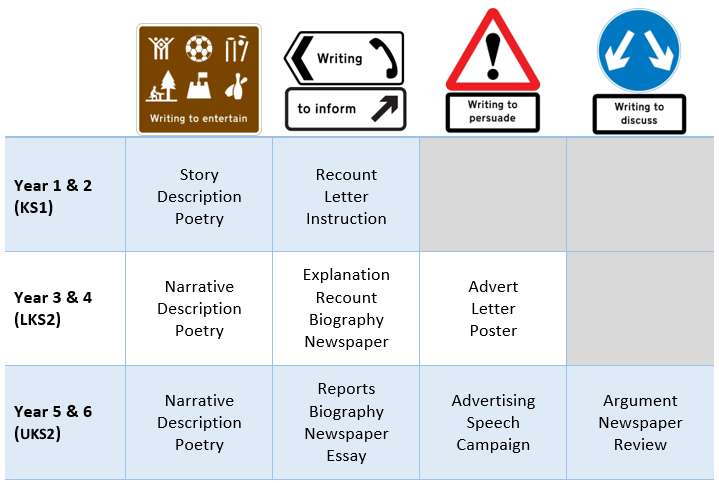 Writing to entertain
Writing
to inform
Writing to
persuade
Writing to
discuss
Year 1 & 2
(KS1)
Story
Description
Poetry
Recount
Letter
Instruction
Year 3 & 4
(LKS2)
Narrative
Description
Poetry
Explanation
Recount
Biography
Newspaper
Advert
Letter
Poster
Year 5 & 6
(UKS2)
Narrative
Description
Poetry
Reports
Biography
Newspaper
Essay
Advertising
Speech
Campaign
Argument
Newspaper
Review